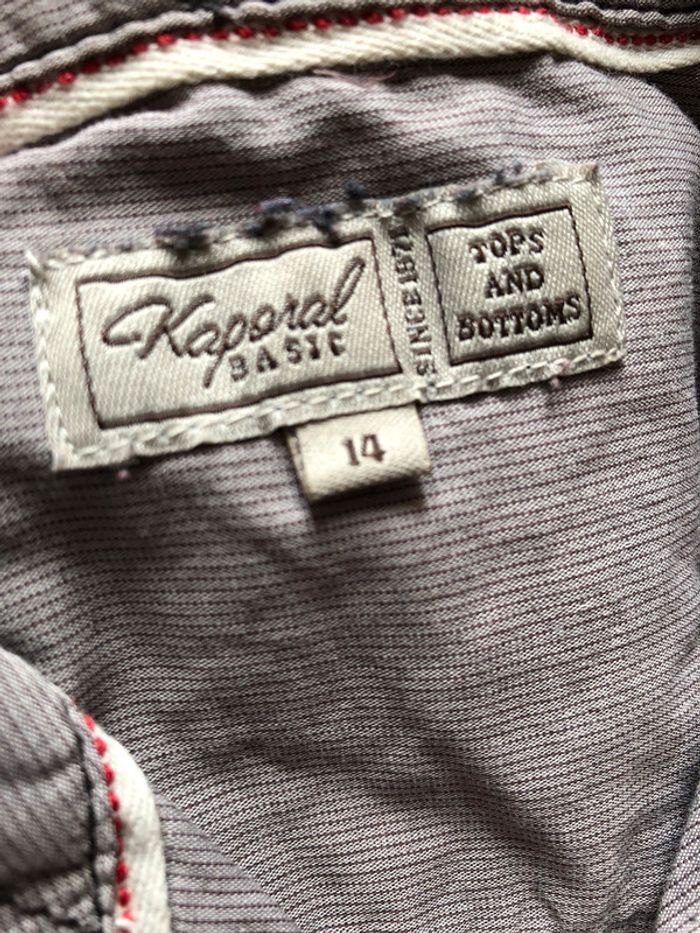 Kaporal
BASIC
SINCE 1971
TOPS
AND
BOTTOMS
14